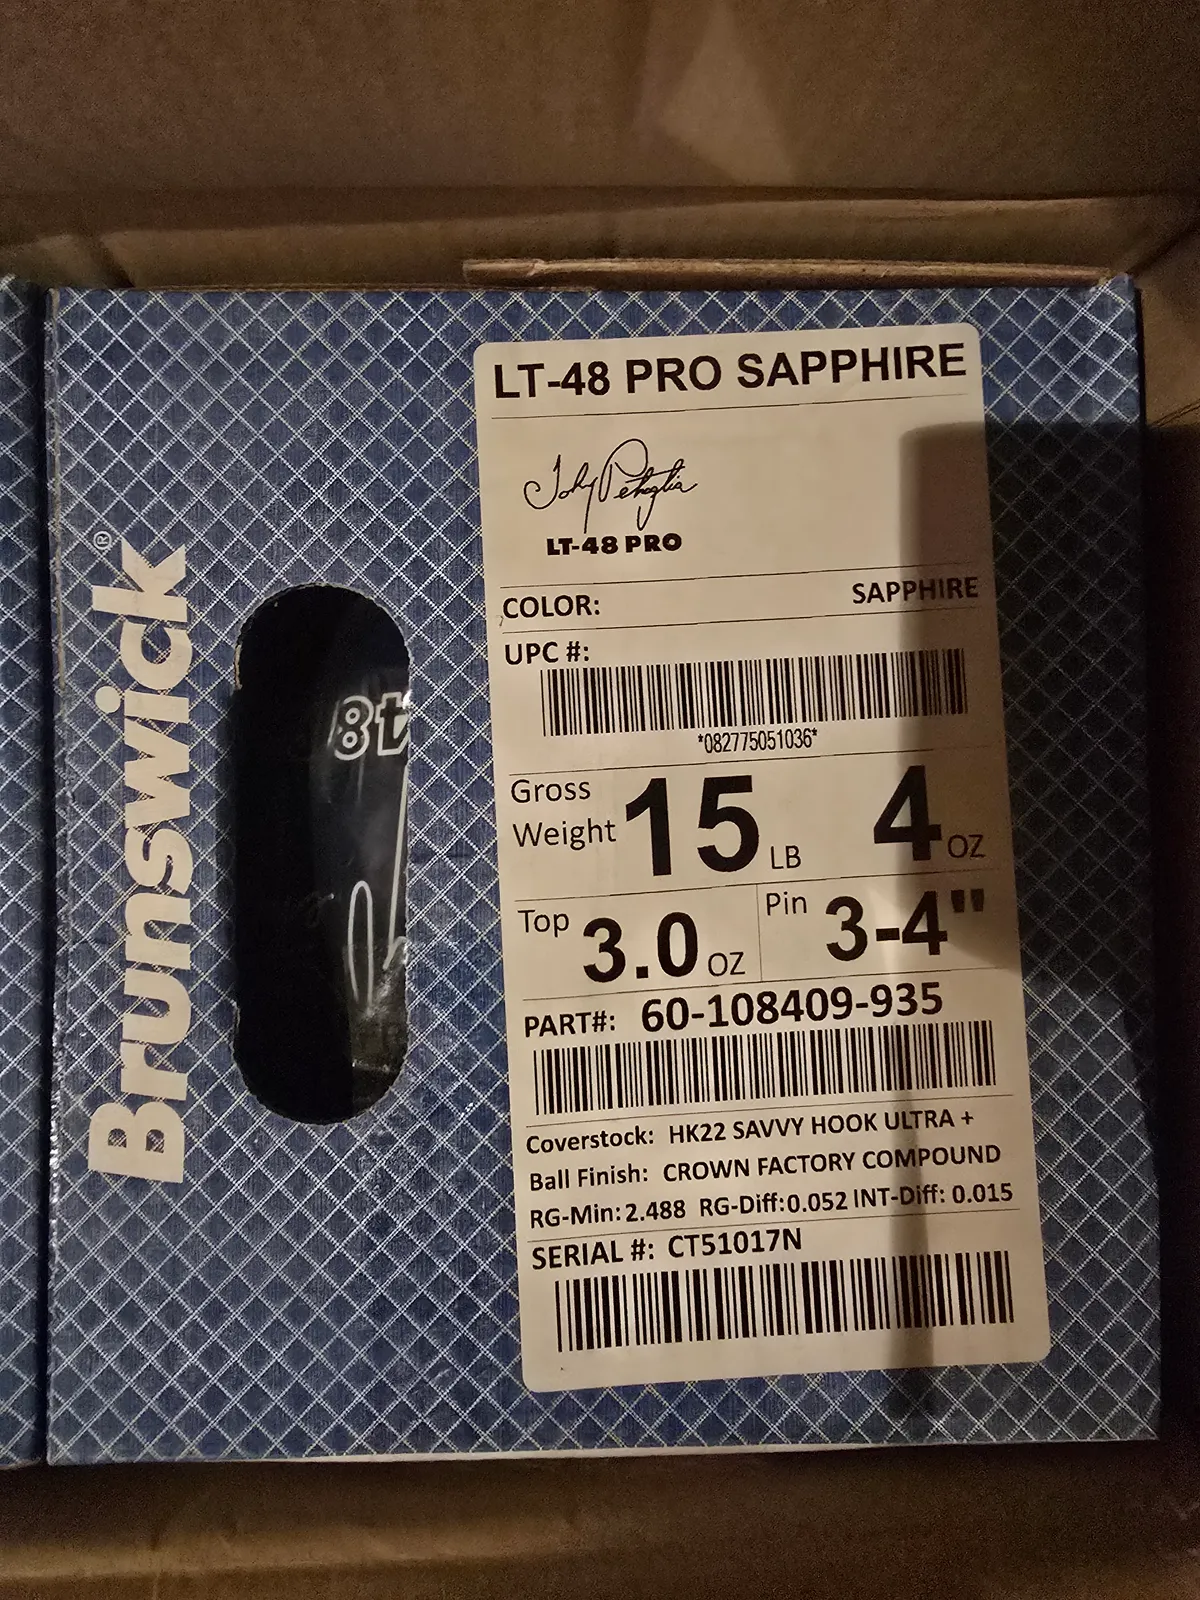 Brunswick®
48
LT-48 PRO SAPPHIRE
LT-48 PRO
COLOR: SAPPHIRE
UPC #:
*082775051036*
Gross Weight 15 LB 4 OZ
Top 3.0 OZ Pin 3-4"
PART#: 60-108409-935
Coverstock: HK22 SAVVY HOOK ULTRA +
Ball Finish: CROWN FACTORY COMPOUND
RG-Min: 2.488 RG-Diff: 0.052 INT-Diff: 0.015
SERIAL #: CT51017N